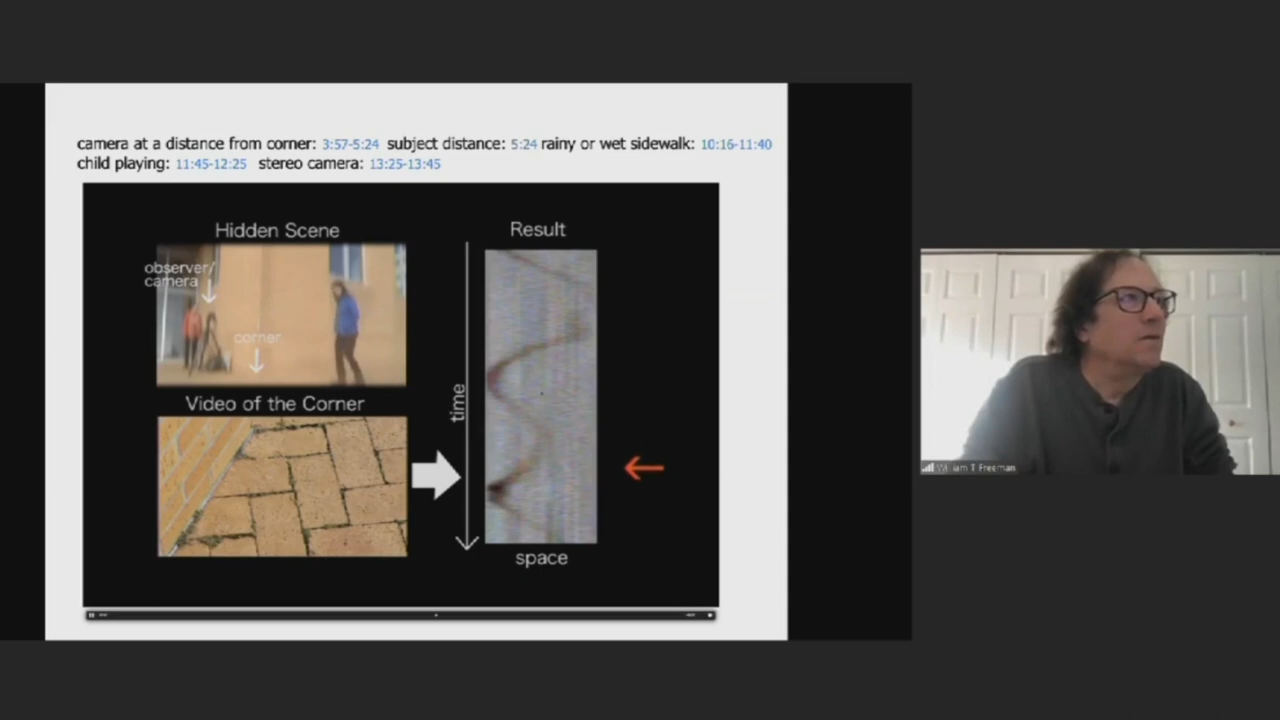 camera at a distance from corner: 3:57-5:24 subject distance: 5:24 rainy or wet sidewalk: 10:16-11:40
child playing: 11:45-12:25 stereo camera: 13:25-13:45
Hidden Scene
Result
observer/
camera
corner
Video of the Corner
time
space
William T Freeman